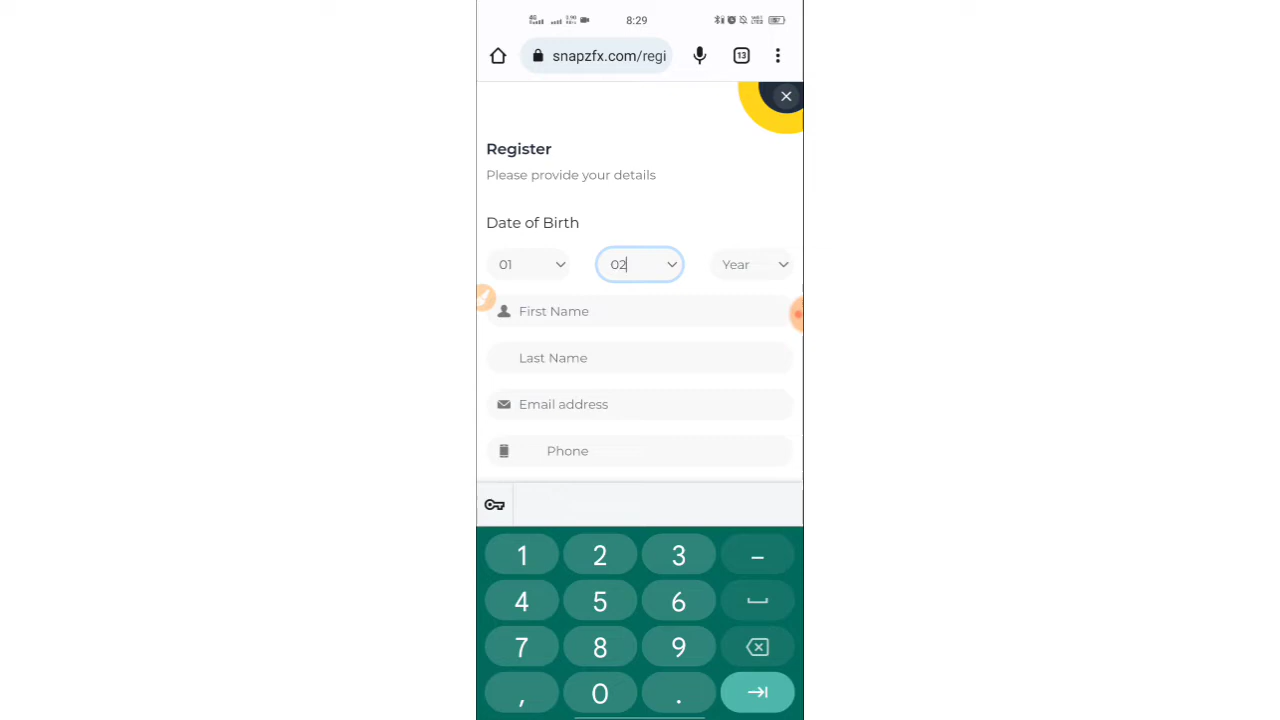 8:29
snapzfx.com/regi 13
Register
Please provide your details
Date of Birth
01 02 Year
First Name
Last Name
Email address
Phone
1 2 3 –
4 5 6
7 8 9
, 0 .